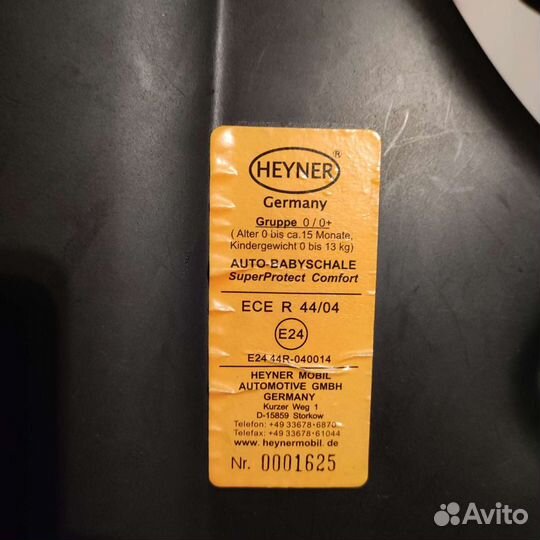 HEYNER®
Germany
Gruppe 0/0+
( Alter 0 bis ca.15 Monate,
Kindergewicht 0 bis 13 kg)
AUTO-BABYSCHALE
SuperProtect Comfort
ECE R 44/04
E24
E24 44R-040014
HEYNER MOBIL
AUTOMOTIVE GMBH
GERMANY
Kurzer Weg 1
D-15859 Storkow
Telefon: +49 33678-6870
Telefax: +49 33678-61044
www.heynermobil.de
Nr. 0001625
Avito